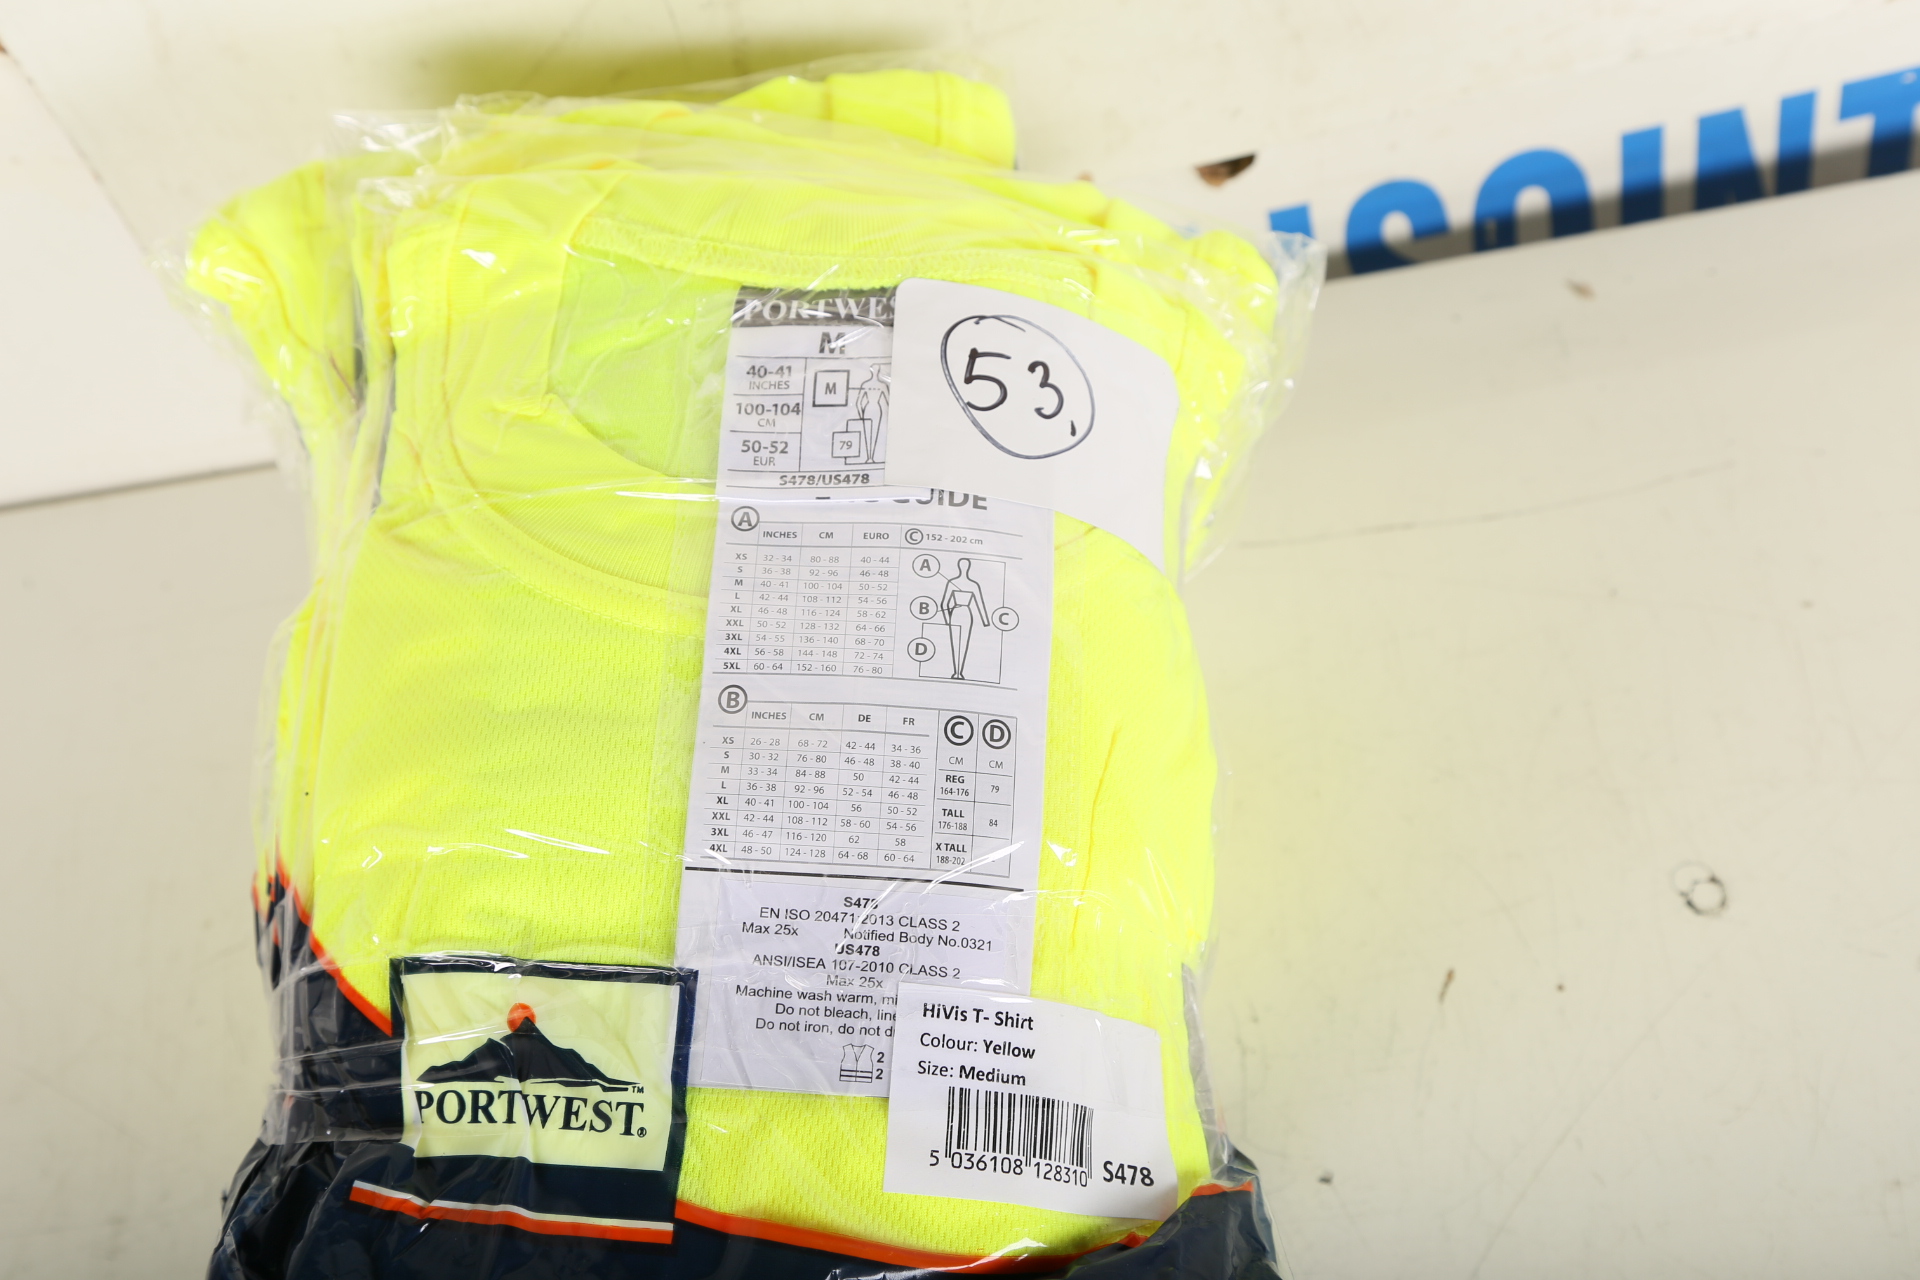 PORTWES
M
40-41
INCHES
100-104
CM
50-52
EUR
M
79
S478/US478
53
GUIDE
A INCHES CM EURO C 152 - 202 cm
XS 32 - 34 80 - 88 40 - 44
S 36 - 38 92 - 96 46 - 48
M 40 - 41 100 - 104 50 - 52
L 42 - 44 108 - 112 54 - 56
XL 46 - 48 116 - 124 58 - 62
XXL 50 - 52 128 - 132 64 - 66
3XL 54 - 55 136 - 140 68 - 70
4XL 56 - 58 144 - 148 72 - 74
5XL 60 - 64 152 - 160 76 - 80
A
B
C
D
B INCHES CM DE FR
XS 26 - 28 68 - 72 42 - 44 34 - 36
S 30 - 32 76 - 80 46 - 48 38 - 40
M 33 - 34 84 - 88 50 42 - 44
L 36 - 38 92 - 96 52 - 54 46 - 48
XL 40 - 41 100 - 104 56 50 - 52
XXL 42 - 44 108 - 112 58 - 60 54 - 56
3XL 46 - 47 116 - 120 62 58
4XL 48 - 50 124 - 128 64 - 68 60 - 64
C D
CM CM
REG
164-176 79
TALL
176-188 84
X TALL
188-202
S478
EN ISO 20471:2013 CLASS 2
Max 25x Notified Body No.0321
US478
ANSI/ISEA 107-2010 CLASS 2
Max 25x
Machine wash warm, mi
Do not bleach, line
Do not iron, do not d
2
2
HiVis T- Shirt
Colour: Yellow
Size: Medium
5 036108 128310 S478
PORTWEST
TM
®